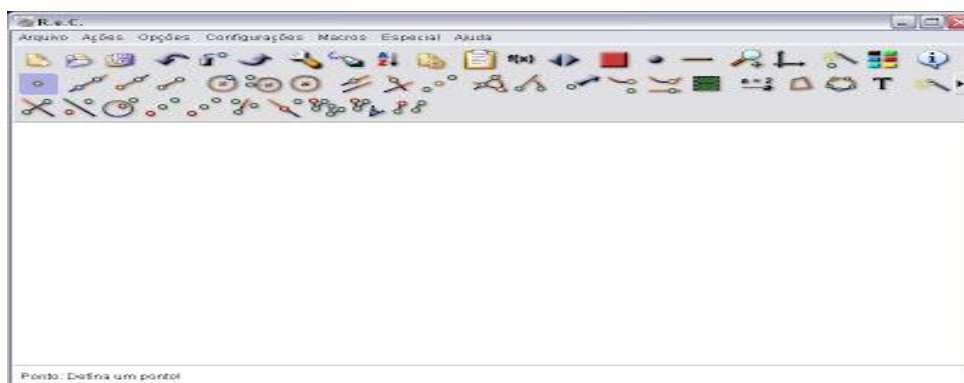 R.e.C.
Arquivo Ações Opções Configurações Macros Especial Ajuda
f(x)
T
Ponto: Defina um ponto!